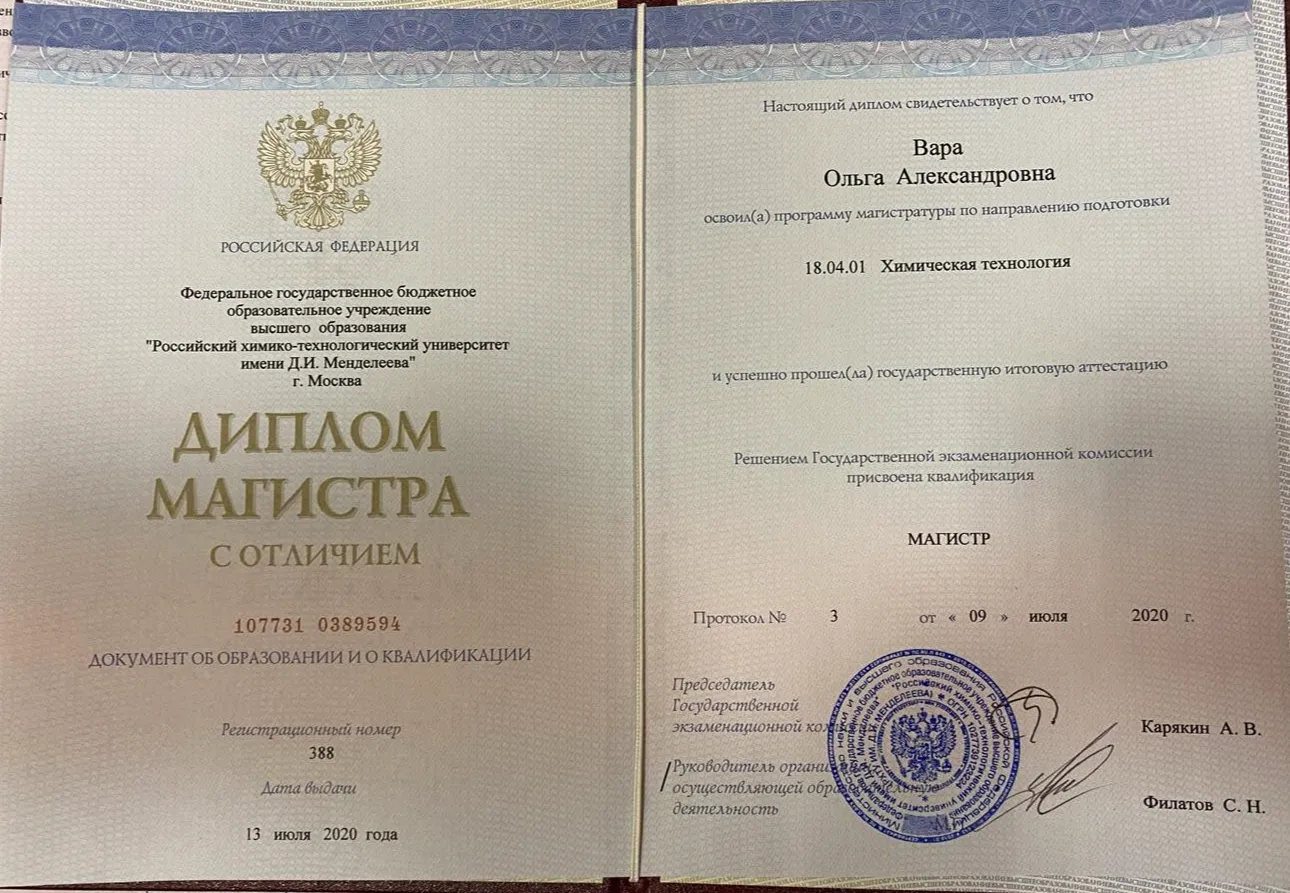 РОССИЙСКАЯ ФЕДЕРАЦИЯ
Федеральное государственное бюджетное
образовательное учреждение
высшего образования
"Российский химико-технологический университет
имени Д.И. Менделеева"
г. Москва
ДИПЛОМ
МАГИСТРА
С ОТЛИЧИЕМ
107731 0389594
ДОКУМЕНТ ОБ ОБРАЗОВАНИИ И О КВАЛИФИКАЦИИ
Регистрационный номер
388
Дата выдачи
13 июля 2020 года
Настоящий диплом свидетельствует о том, что
Вара
Ольга Александровна
освоил(а) программу магистратуры по направлению подготовки
18.04.01 Химическая технология
и успешно прошел(ла) государственную итоговую аттестацию
Решением Государственной экзаменационной комиссии
присвоена квалификация
МАГИСТР
Протокол № 3 от « 09 » июля 2020 г.
Председатель
Государственной
экзаменационной
Карякин А. В.
Руководитель
осуществляющей
деятельность
Филатов С. Н.